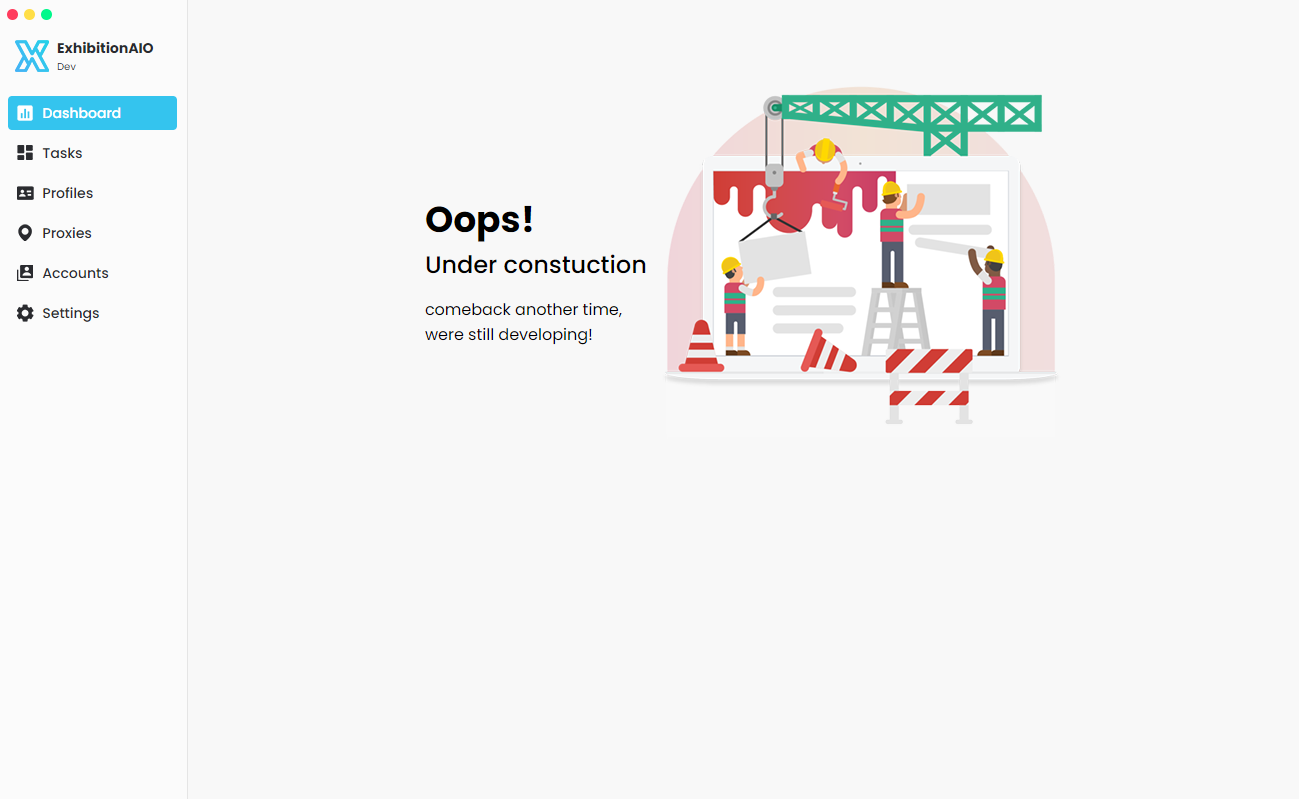 ExhibitionAIO
Dev
Dashboard
Tasks
Profiles
Proxies
Accounts
Settings
Oops!
Under constuction
comeback another time,
were still developing!